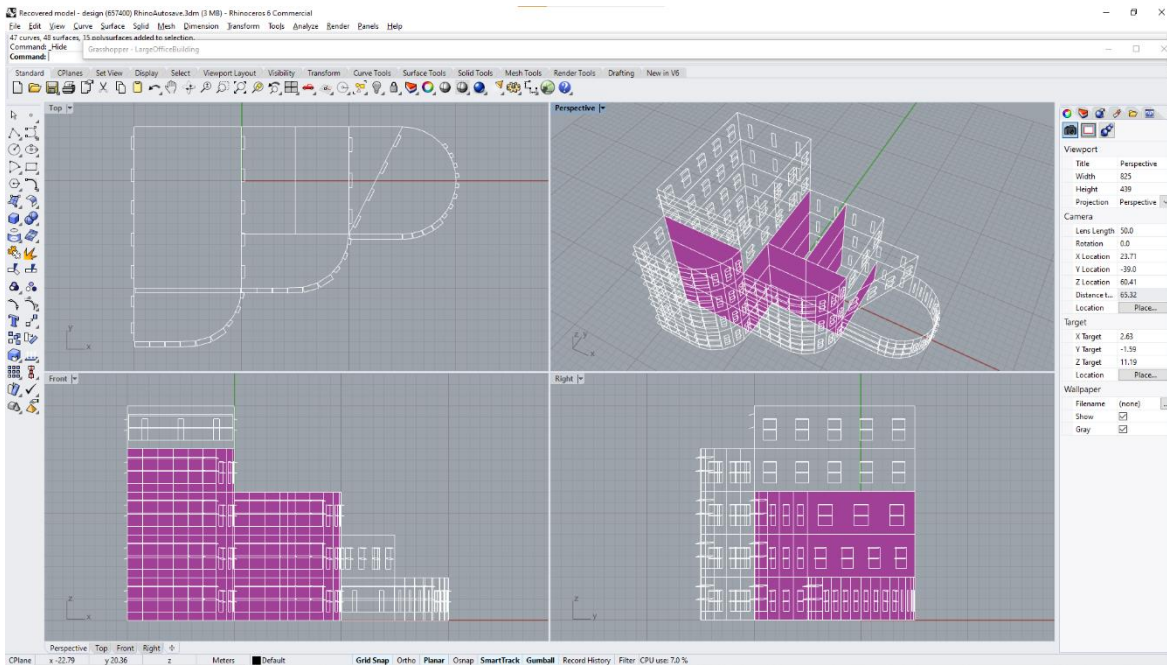 Recovered model - design (657400) RhinoAutosave.3dm (3 MB) - Rhinoceros 6 Commercial
File Edit View Curve Surface Solid Mesh Dimension Transform Tools Analyze Render Panels Help
47 curves, 48 surfaces, 15 polysurfaces added to selection.
Command: _Hide
Command:
Grasshopper - LargeOfficeBuilding
Standard CPlanes Set View Display Select Viewport Layout Visibility Transform Curve Tools Surface Tools Solid Tools Mesh Tools Render Tools Drafting New in V6
Top
Perspective
Viewport
Title Perspective
Width 825
Height 439
Projection Perspective
Camera
Lens Length 50.0
Rotation 0.0
X Location 23.71
Y Location -39.0
Z Location 60.41
Distance t... 65.32
Location Place...
Target
X Target 2.63
Y Target -1.59
Z Target 11.19
Location Place...
Wallpaper
Filename (none) ...
Show
Gray
y
x
z y
x
Front
Right
z
x
z
y
Perspective Top Front Right
CPlane x -22.79 y 20.36 z Meters Default Grid Snap Ortho Planar Osnap SmartTrack Gumball Record History Filter CPU use: 7.0 %